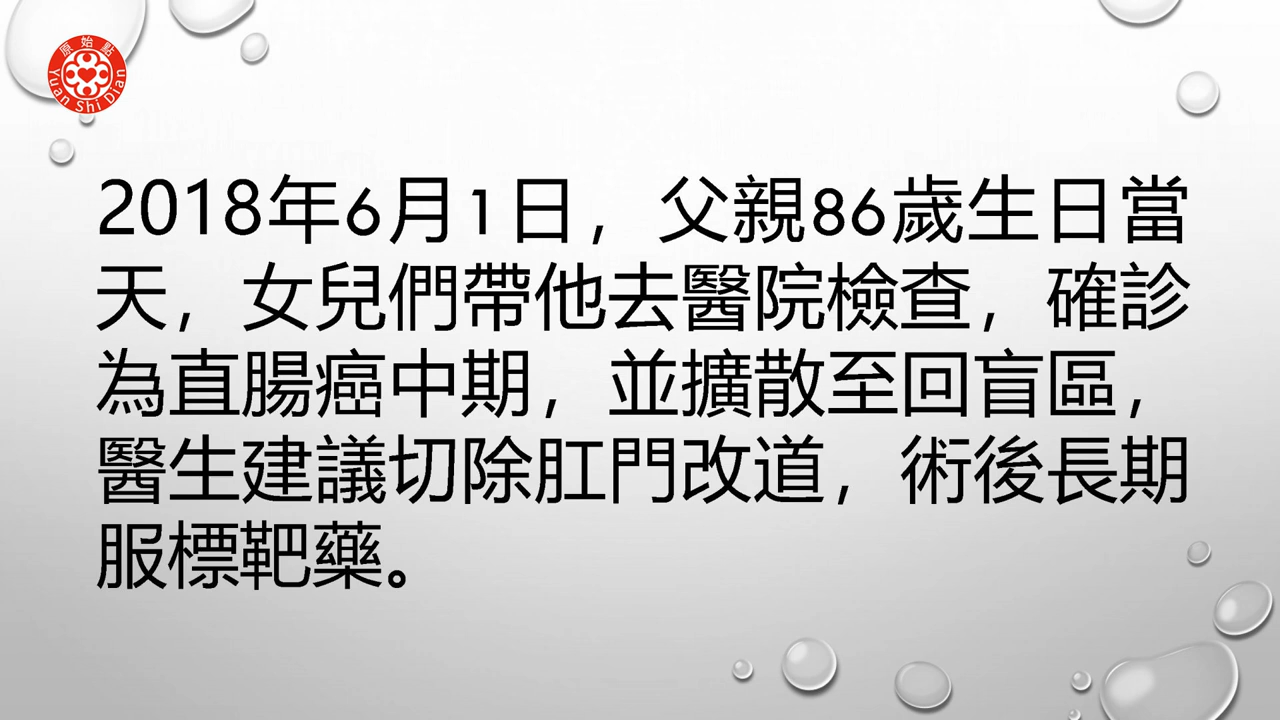 原始點
Yuan Shi Dian
2018年6月1日，父親86歲生日當
天，女兒們帶他去醫院檢查，確診
為直腸癌中期，並擴散至回盲區，
醫生建議切除肛門改道，術後長期
服標靶藥。